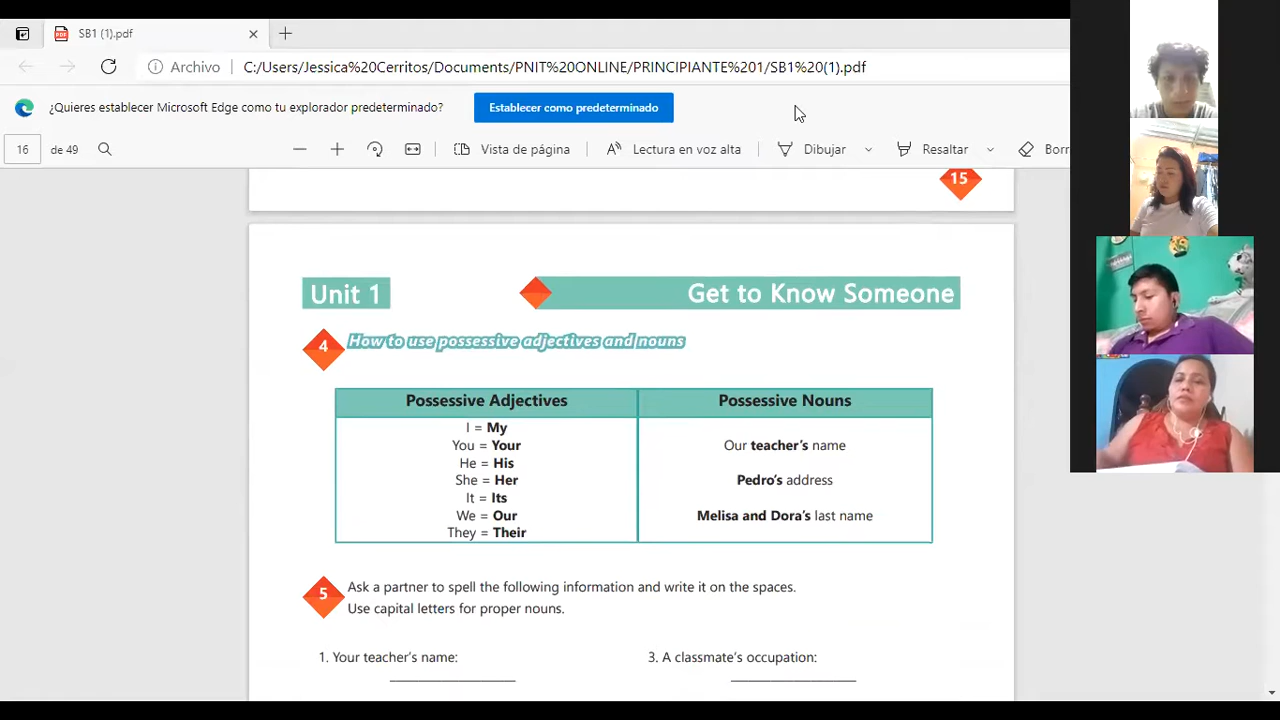 SB1 (1).pdf
Archivo
C:/Users/Jessica%20Cerritos/Documents/PNIT%20ONLINE/PRINCIPIANTE%201/SB1%20(1).pdf
¿Quieres establecer Microsoft Edge como tu explorador predeterminado?
Establecer como predeterminado
16 de 49
Vista de página
Lectura en voz alta
Dibujar
Resaltar
Borr
15
Unit 1
Get to Know Someone
4 How to use possessive adjectives and nouns
Possessive Adjectives
I = My
You = Your
He = His
She = Her
It = Its
We = Our
They = Their
Possessive Nouns
Our teacher's name
Pedro's address
Melisa and Dora's last name
5 Ask a partner to spell the following information and write it on the spaces.
Use capital letters for proper nouns.
1. Your teacher's name:
3. A classmate's occupation: